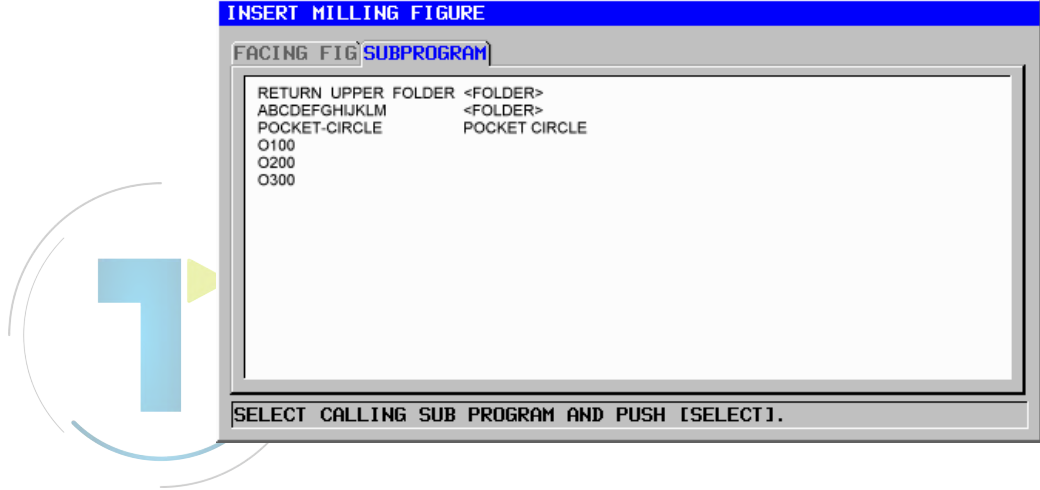 INSERT MILLING FIGURE
FACING FIG SUBPROGRAM
RETURN UPPER FOLDER <FOLDER>
ABCDEFGHIJKLM <FOLDER>
POCKET-CIRCLE POCKET CIRCLE
O100
O200
O300
SELECT CALLING SUB PROGRAM AND PUSH [SELECT].